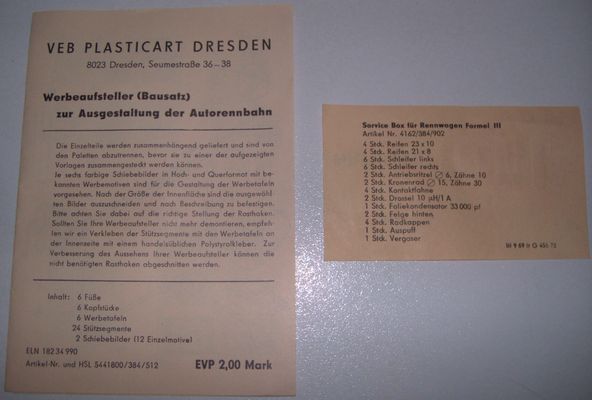 VEB PLASTICART DRESDEN
8023 Dresden, Seumestraße 36–38
Werbeaufsteller (Bausatz)
zur Ausgestaltung der Autorennbahn
Die Einzelteile werden zusammenhängend geliefert und sind von
den Paletten abzutrennen, bevor sie zu einer der aufgezeigten
Vorlagen zusammengesteckt werden können.
Je sechs farbige Schiebebilder in Hoch- und Querformat mit be-
kannten Werbemotiven sind für die Gestaltung der Werbetafeln
vorgesehen. Nach der Größe der Innenfläche sind die ausgewähl-
ten Bilder auszuschneiden und nach Beschreibung zu befestigen.
Bitte achten Sie dabei auf die richtige Stellung der Rasthaken.
Sollten Sie Ihre Werbeaufsteller nicht mehr demontieren, empfeh-
len wir ein Verkleben der Stützsegmente mit den Werbetafeln an
der Innenseite mit einem handelsüblichen Polystyrolkleber. Zur
Verbesserung des Aussehens Ihrer Werbeaufsteller können die
nicht benötigten Rasthaken abgeschnitten werden.
Inhalt: 6 Füße
6 Kopfstücke
6 Werbetafeln
24 Stützsegmente
2 Schiebebilder (12 Einzelmotive)
ELN 182 34 990
Artikel-Nr. und HSL 5441800/384/512
EVP 2,00 Mark
Service Box für Rennwagen Formel III
Artikel Nr. 4162/384/902
4 Stck. Reifen 23 x 10
4 Stck. Reifen 21 x 8
6 Stck. Schleifer links
6 Stck. Schleifer rechts
2 Stck. Antriebsritzel ∅ 6, Zähne 10
2 Stck. Kronenrad ∅ 15, Zähne 30
4 Stck. Kontaktfahne
2 Stck. Drossel 10 µH/1 A
1 Stck. Foliekondensator 33 000 pf
2 Stck. Felge hinten
4 Stck. Radkappen
1 Stck. Auspuff
1 Stck. Vergaser